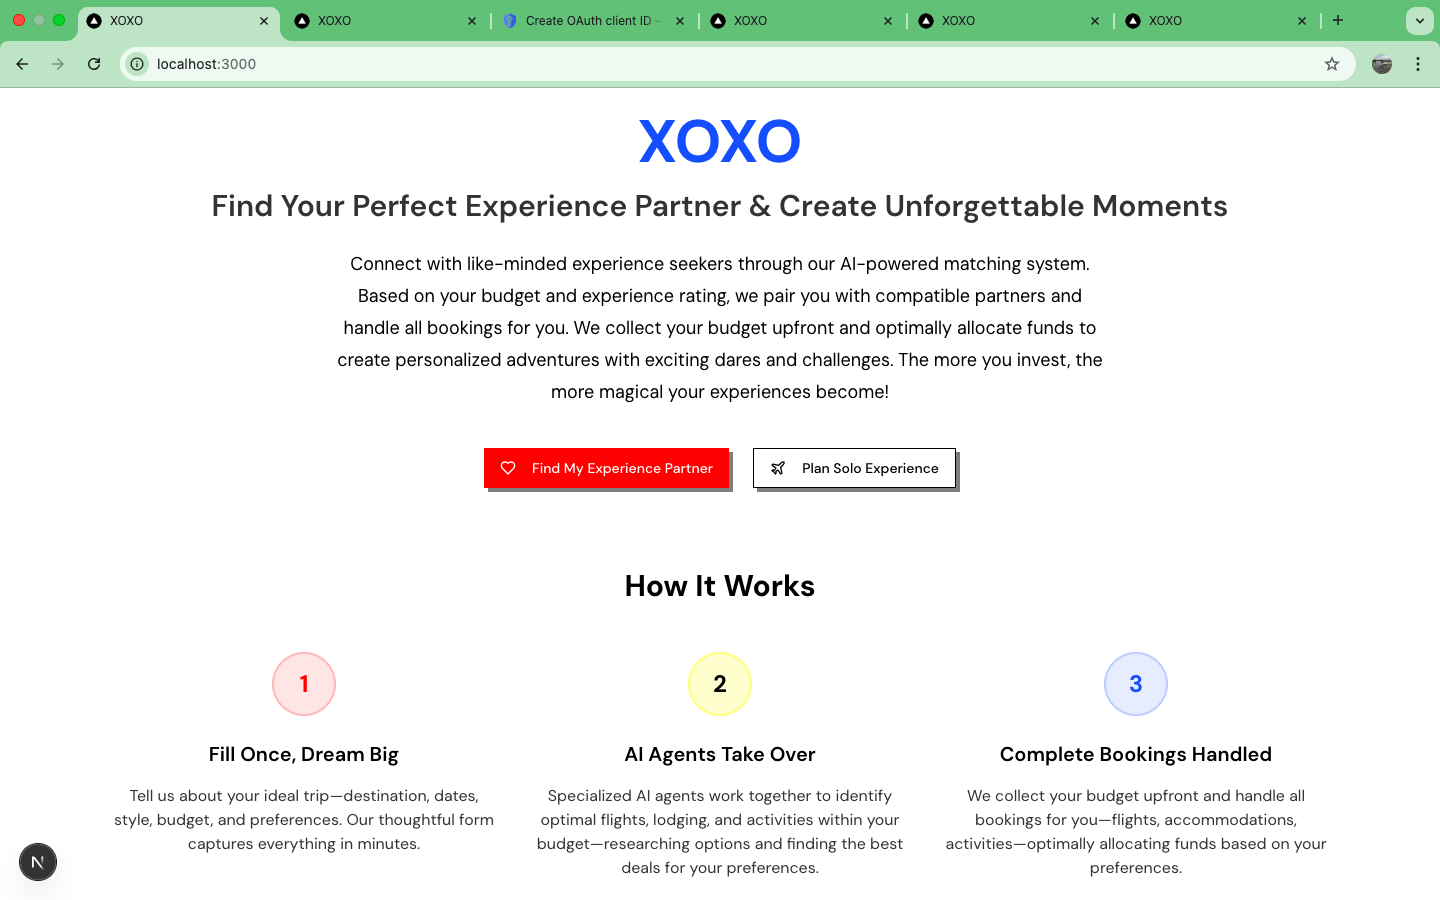 XOXO
XOXO
Create OAuth client ID –
XOXO
XOXO
XOXO
localhost:3000
XOXO
Find Your Perfect Experience Partner & Create Unforgettable Moments
Connect with like-minded experience seekers through our AI-powered matching system.
Based on your budget and experience rating, we pair you with compatible partners and
handle all bookings for you. We collect your budget upfront and optimally allocate funds to
create personalized adventures with exciting dares and challenges. The more you invest, the
more magical your experiences become!
Find My Experience Partner
Plan Solo Experience
How It Works
1
2
3
Fill Once, Dream Big
Tell us about your ideal trip—destination, dates,
style, budget, and preferences. Our thoughtful form
captures everything in minutes.
AI Agents Take Over
Specialized AI agents work together to identify
optimal flights, lodging, and activities within your
budget—researching options and finding the best
deals for your preferences.
Complete Bookings Handled
We collect your budget upfront and handle all
bookings for you—flights, accommodations,
activities—optimally allocating funds based on your
preferences.
N